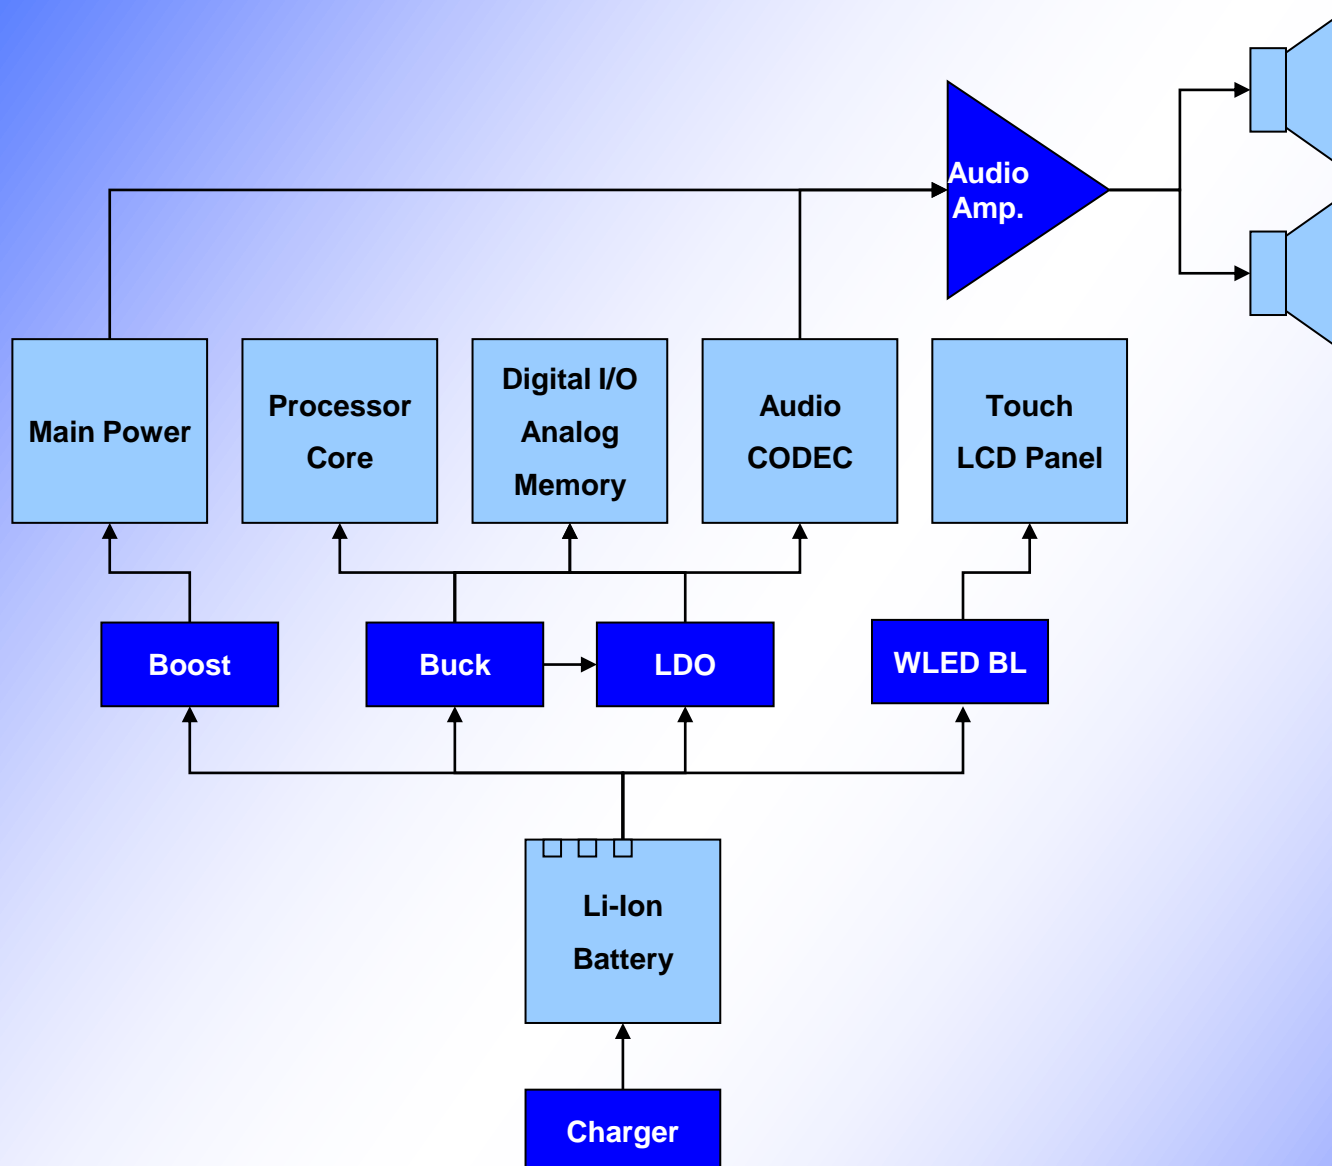 Audio
Amp.
Main Power
Processor
Core
Digital I/O
Analog
Memory
Audio
CODEC
Touch
LCD Panel
Boost
Buck
LDO
WLED BL
Li-Ion
Battery
Charger